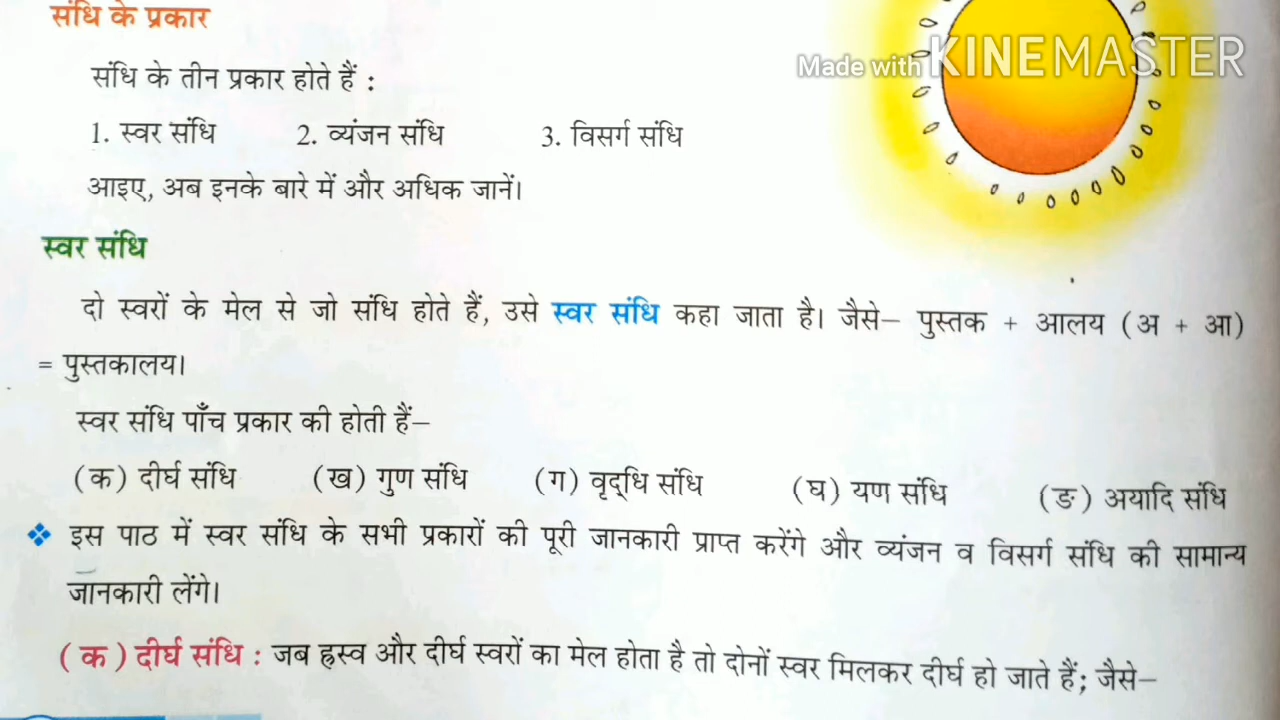 संधि के प्रकार
Made with KINEMASTER
संधि के तीन प्रकार होते हैं :
1. स्वर संधि 2. व्यंजन संधि 3. विसर्ग संधि
आइए, अब इनके बारे में और अधिक जानें।
स्वर संधि
दो स्वरों के मेल से जो संधि होते हैं, उसे स्वर संधि कहा जाता है। जैसे– पुस्तक + आलय (अ + आ)
= पुस्तकालय।
स्वर संधि पाँच प्रकार की होती हैं–
(क) दीर्घ संधि (ख) गुण संधि (ग) वृद्‌धि संधि (घ) यण संधि (ङ) अयादि संधि
❖ इस पाठ में स्वर संधि के सभी प्रकारों की पूरी जानकारी प्राप्त करेंगे और व्यंजन व विसर्ग संधि की सामान्य
जानकारी लेंगे।
(क) दीर्घ संधि : जब ह्रस्व और दीर्घ स्वरों का मेल होता है तो दोनों स्वर मिलकर दीर्घ हो जाते हैं; जैसे–